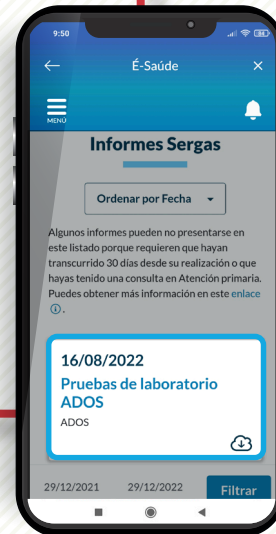 9:50
84
É-Saúde
MENÚ
Informes Sergas
Ordenar por Fecha
Algunos informes pueden no presentarse en
este listado porque requieren que hayan
transcurrido 30 días desde su realización o que
hayas tenido una consulta en Atención primaria.
Puedes obtener más información en este enlace
.
16/08/2022
Pruebas de laboratorio
ADOS
ADOS
29/12/2021 29/12/2022 Filtrar